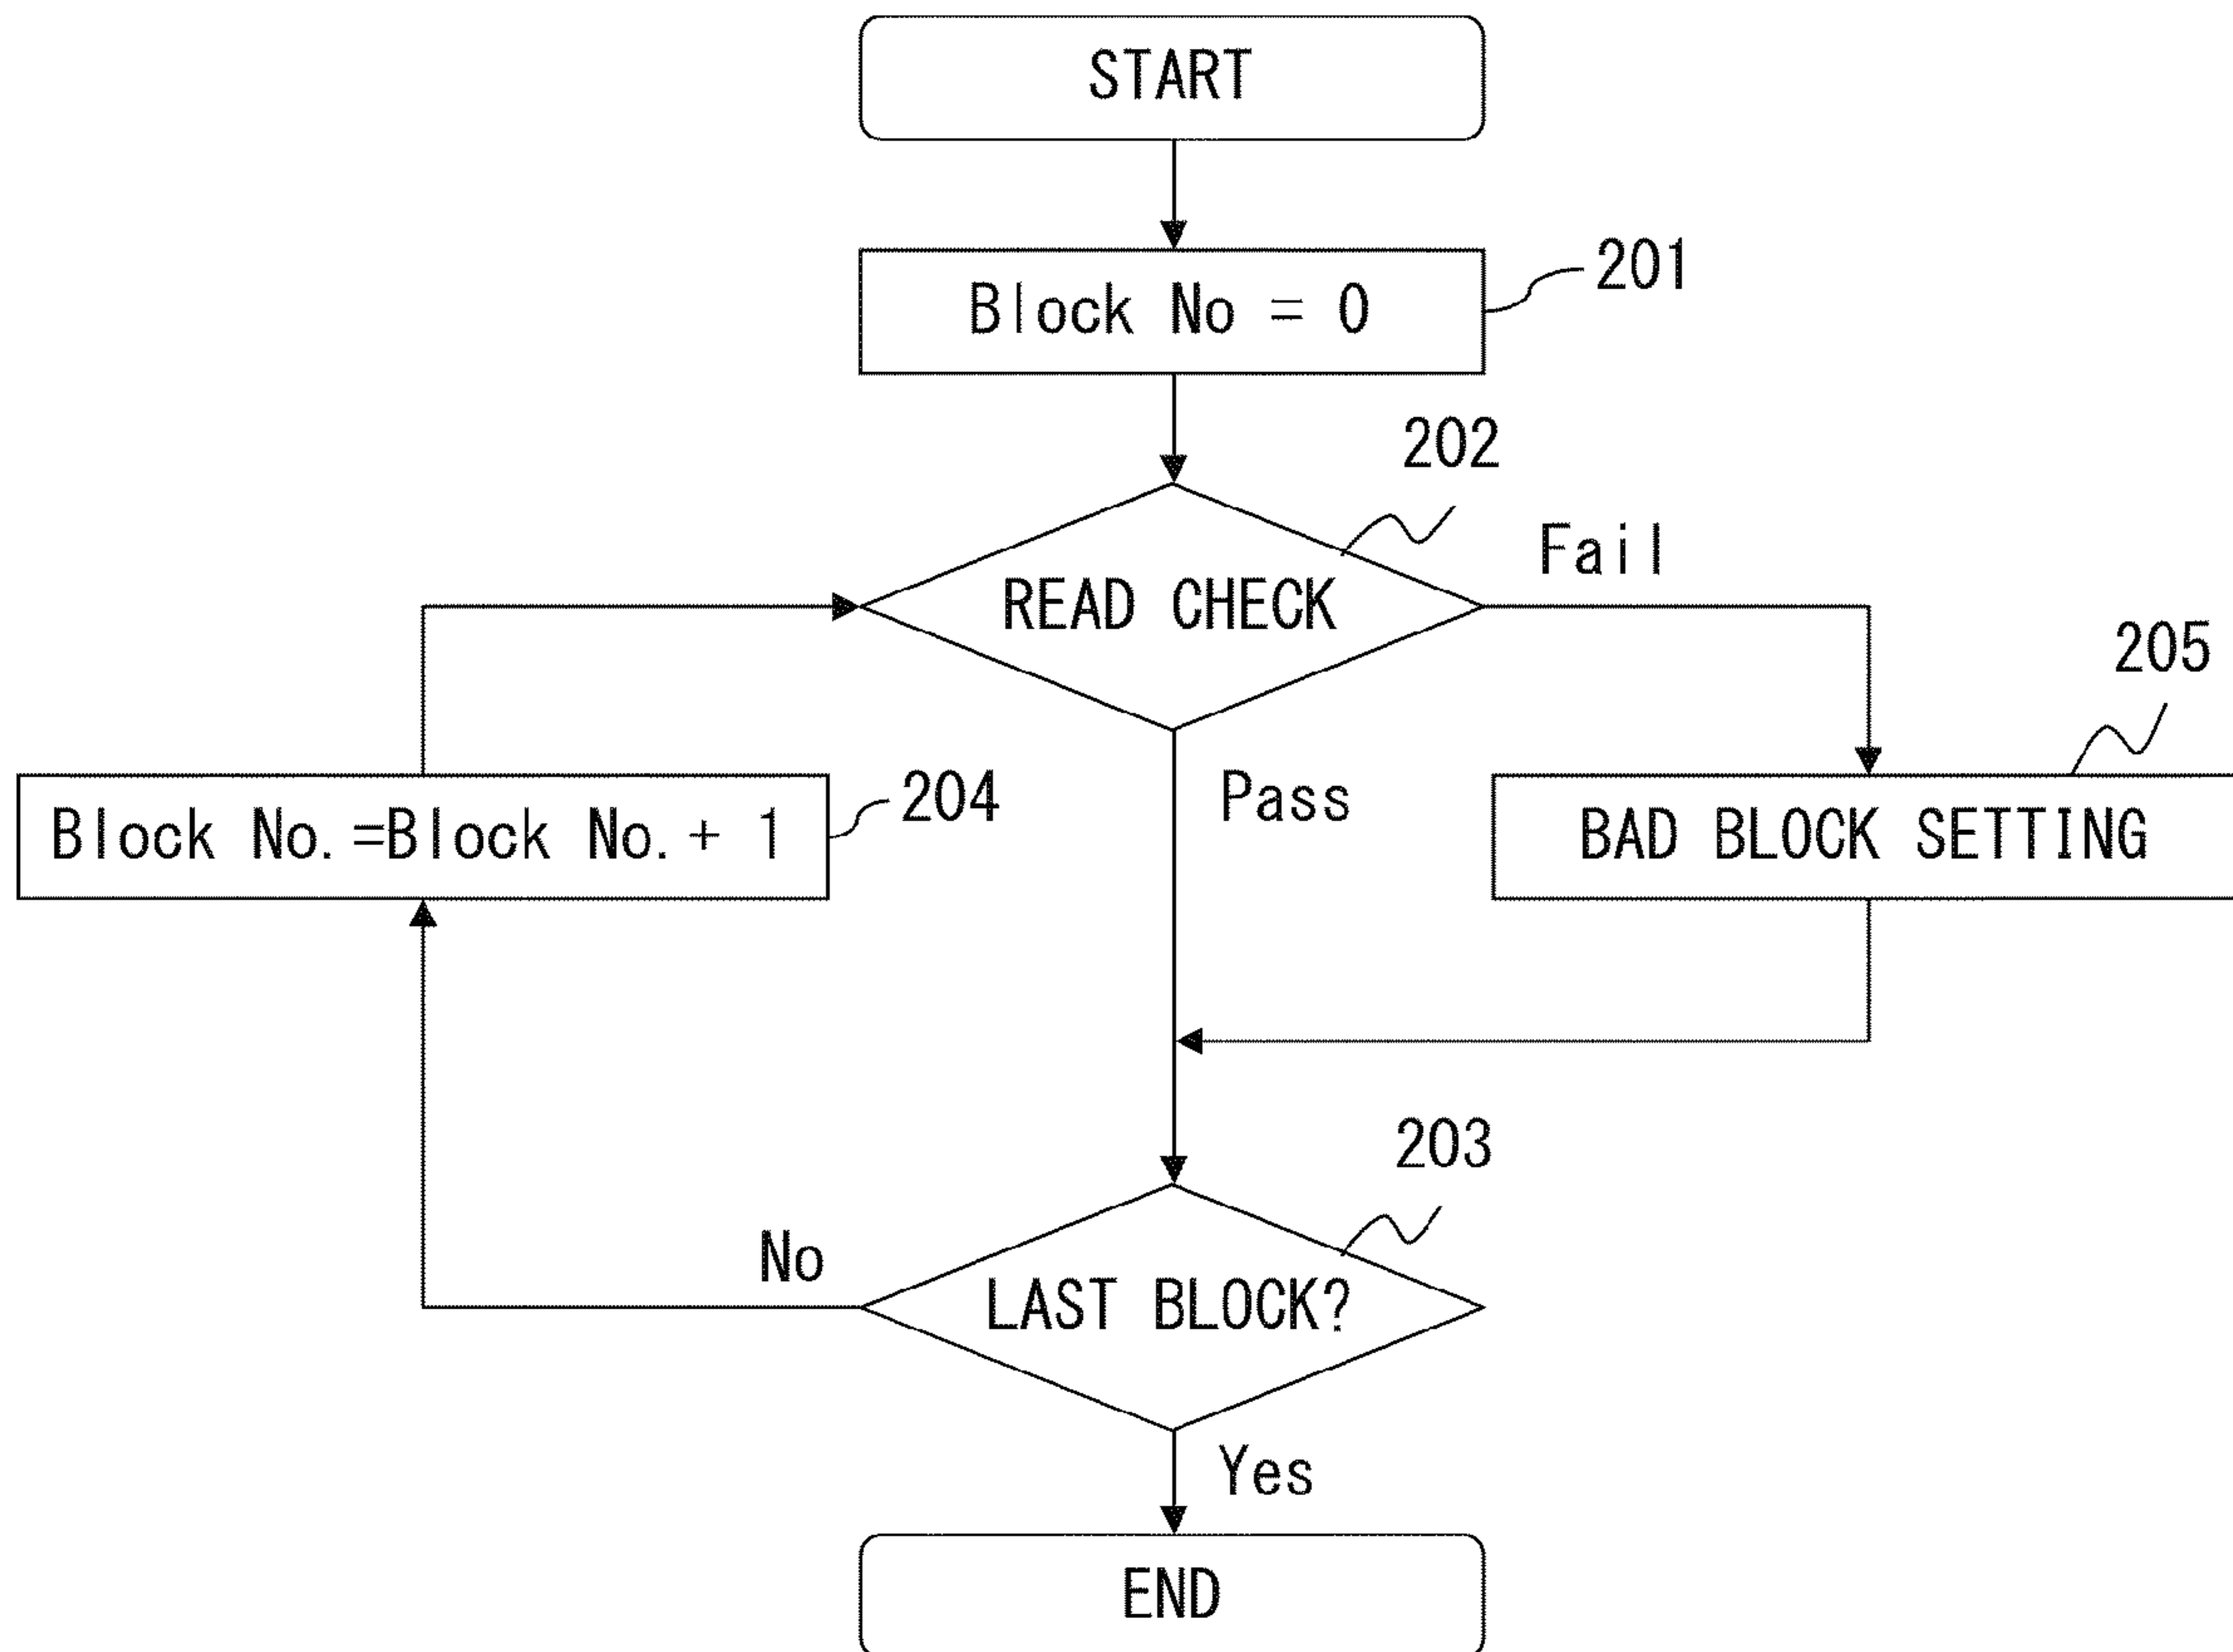 START
Block No = 0
201
202
READ CHECK
Fail
205
Block No.=Block No.+ 1
204
Pass
BAD BLOCK SETTING
203
No
LAST BLOCK?
Yes
END